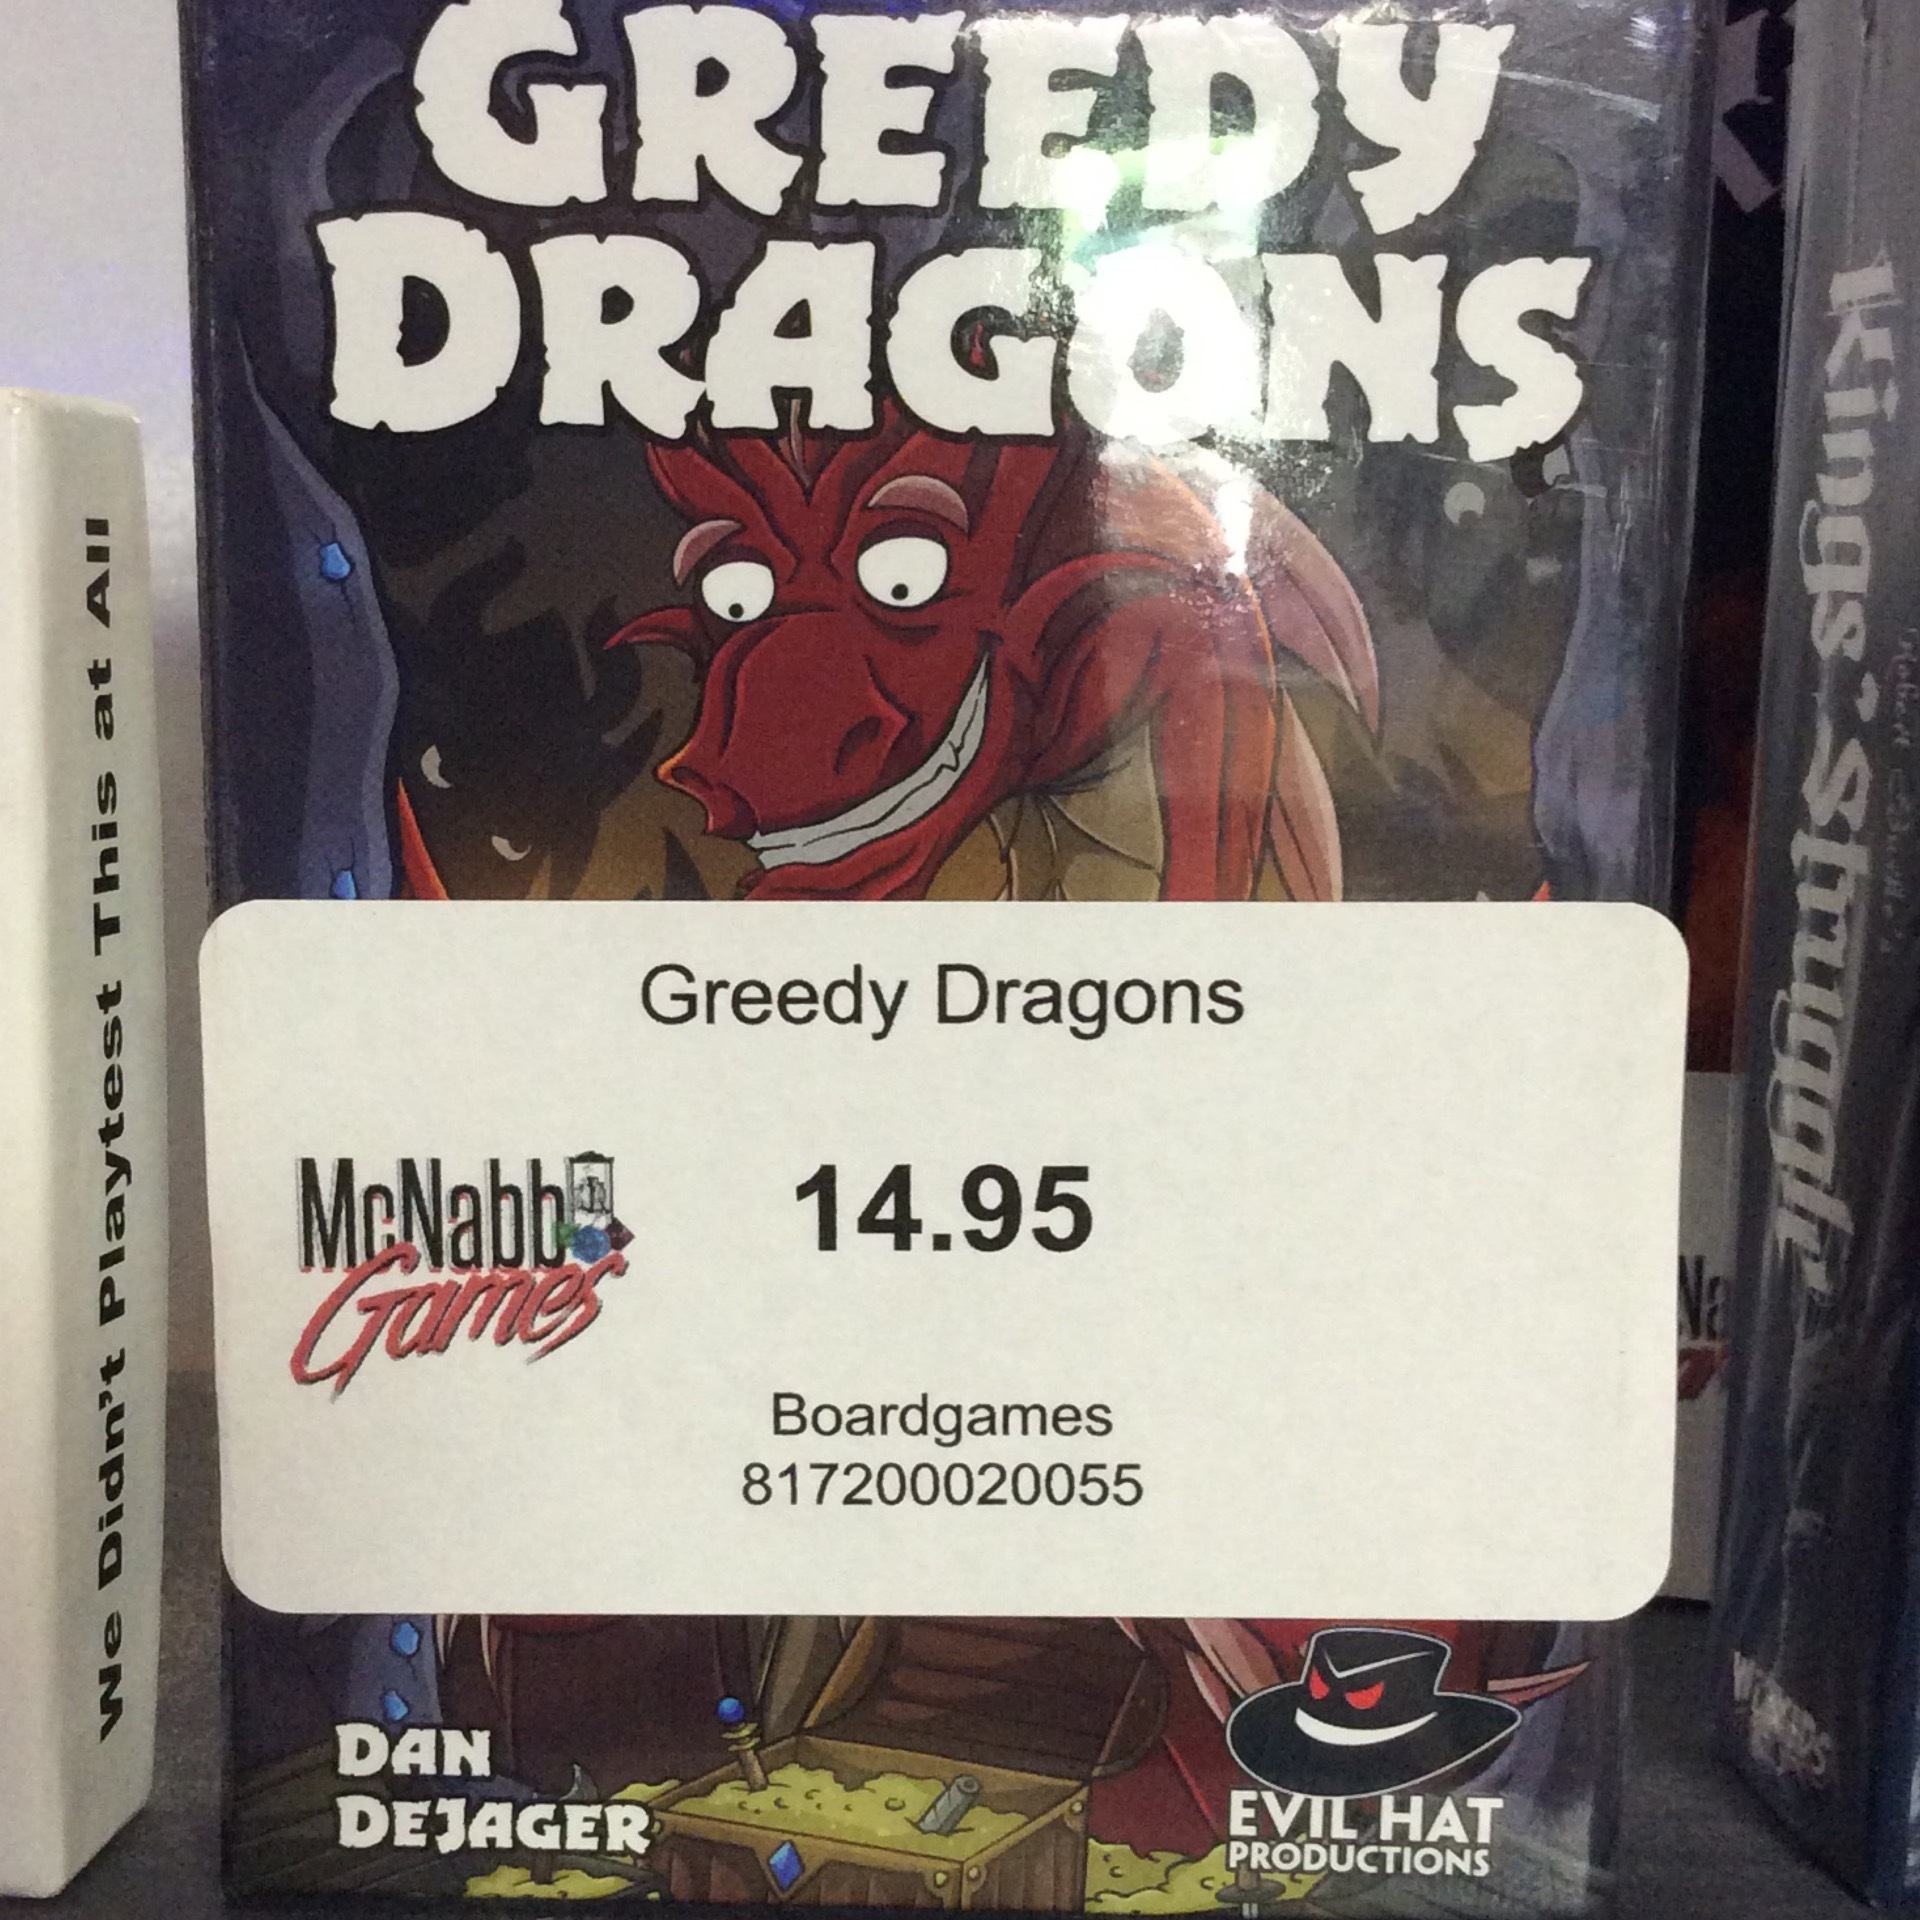 GREEDY
DRAGONS
We Didn't Playtest This at All
Greedy Dragons
McNabb
Games
14.95
Boardgames
817200020055
DAN
DEJAGER
EVIL HAT
PRODUCTIONS
Kings' Struggle